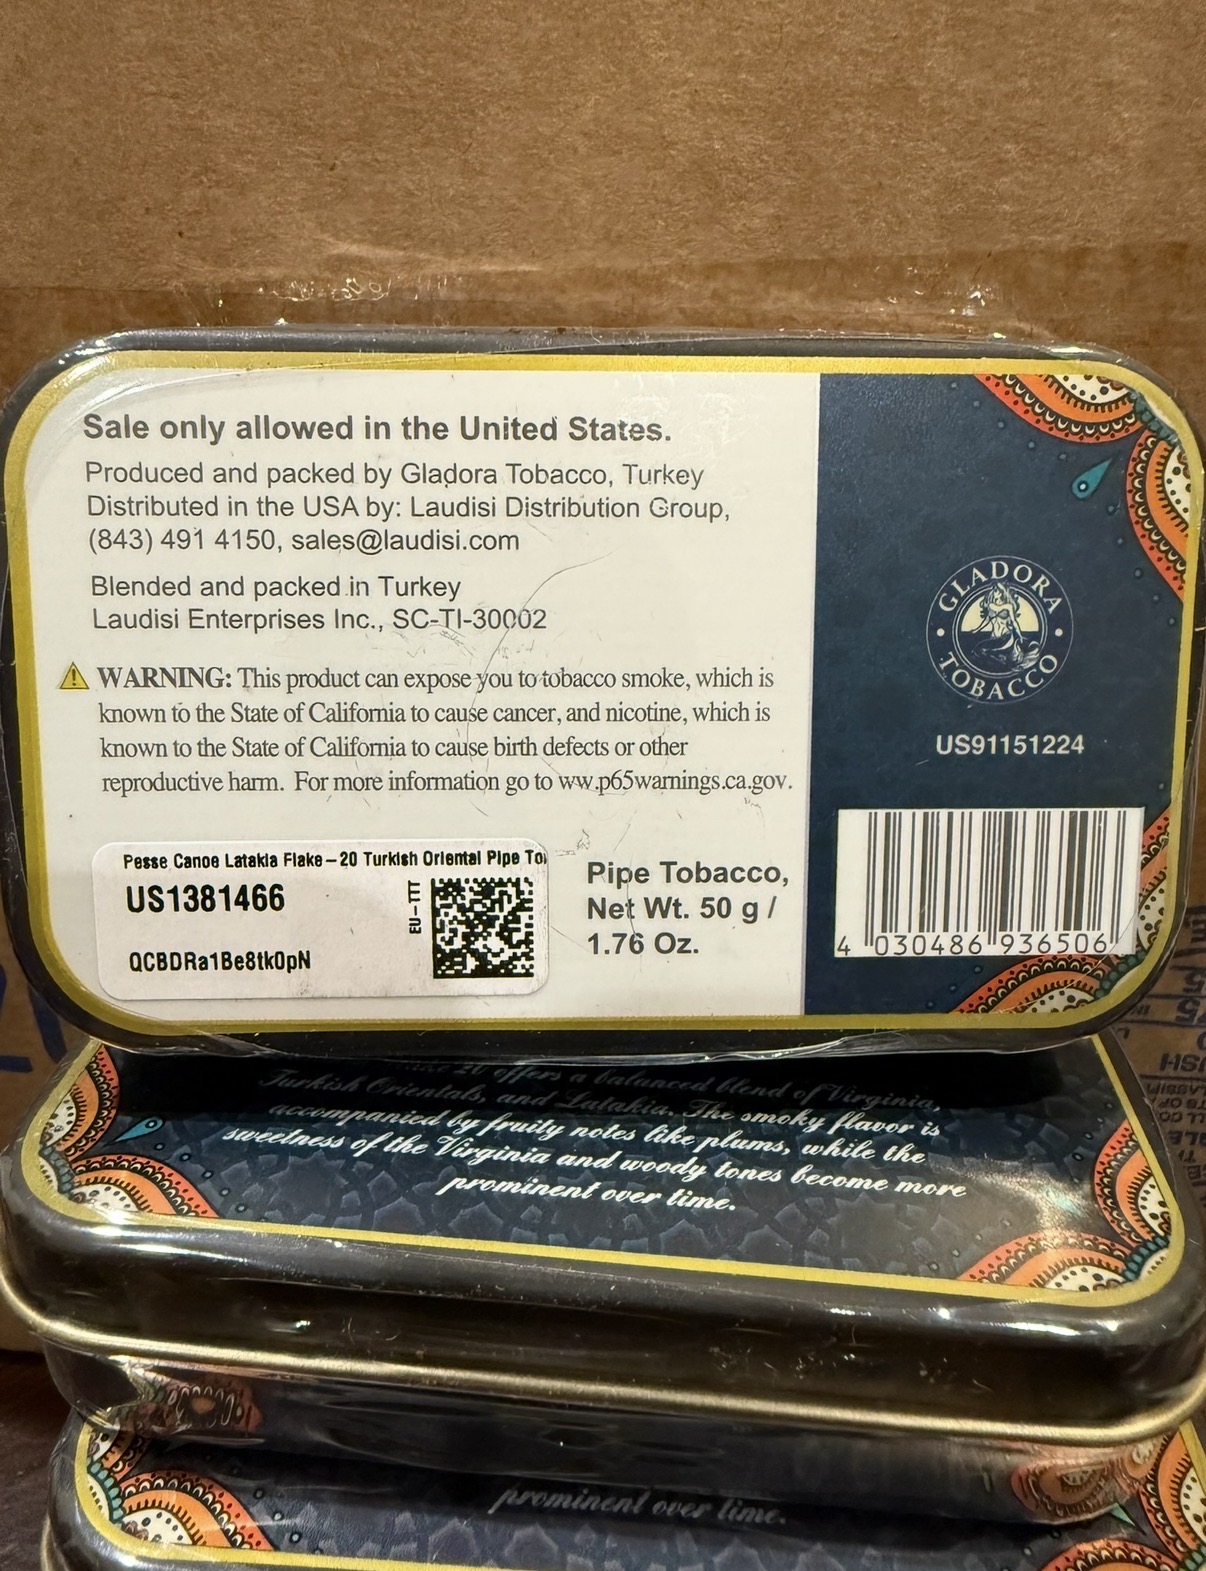 Sale only allowed in the United States.
Produced and packed by Gladora Tobacco, Turkey
Distributed in the USA by: Laudisi Distribution Group,
(843) 491 4150, sales@laudisi.com
Blended and packed in Turkey
Laudisi Enterprises Inc., SC-TI-30002
WARNING: This product can expose you to tobacco smoke, which is
known to the State of California to cause cancer, and nicotine, which is
known to the State of California to cause birth defects or other
reproductive harm. For more information go to ww.p65warnings.ca.gov.
Pesse Canoe Latakia Flake-20 Turkish Oriental Pipe
US1381466
EU-TTT
QCBDRa1Be8tk0pN
Pipe Tobacco,
Net Wt. 50 g /
1.76 Oz.
GLADORA
TOBACCO
US91151224
4 030486 936506
20 offers a balanced blend of Virginia,
Turkish Orientals, and Latakia. The smoky flavor is
accompanied by fruity notes like plums, while the
sweetness of the Virginia and woody tones become more
prominent over time.
prominent over time.